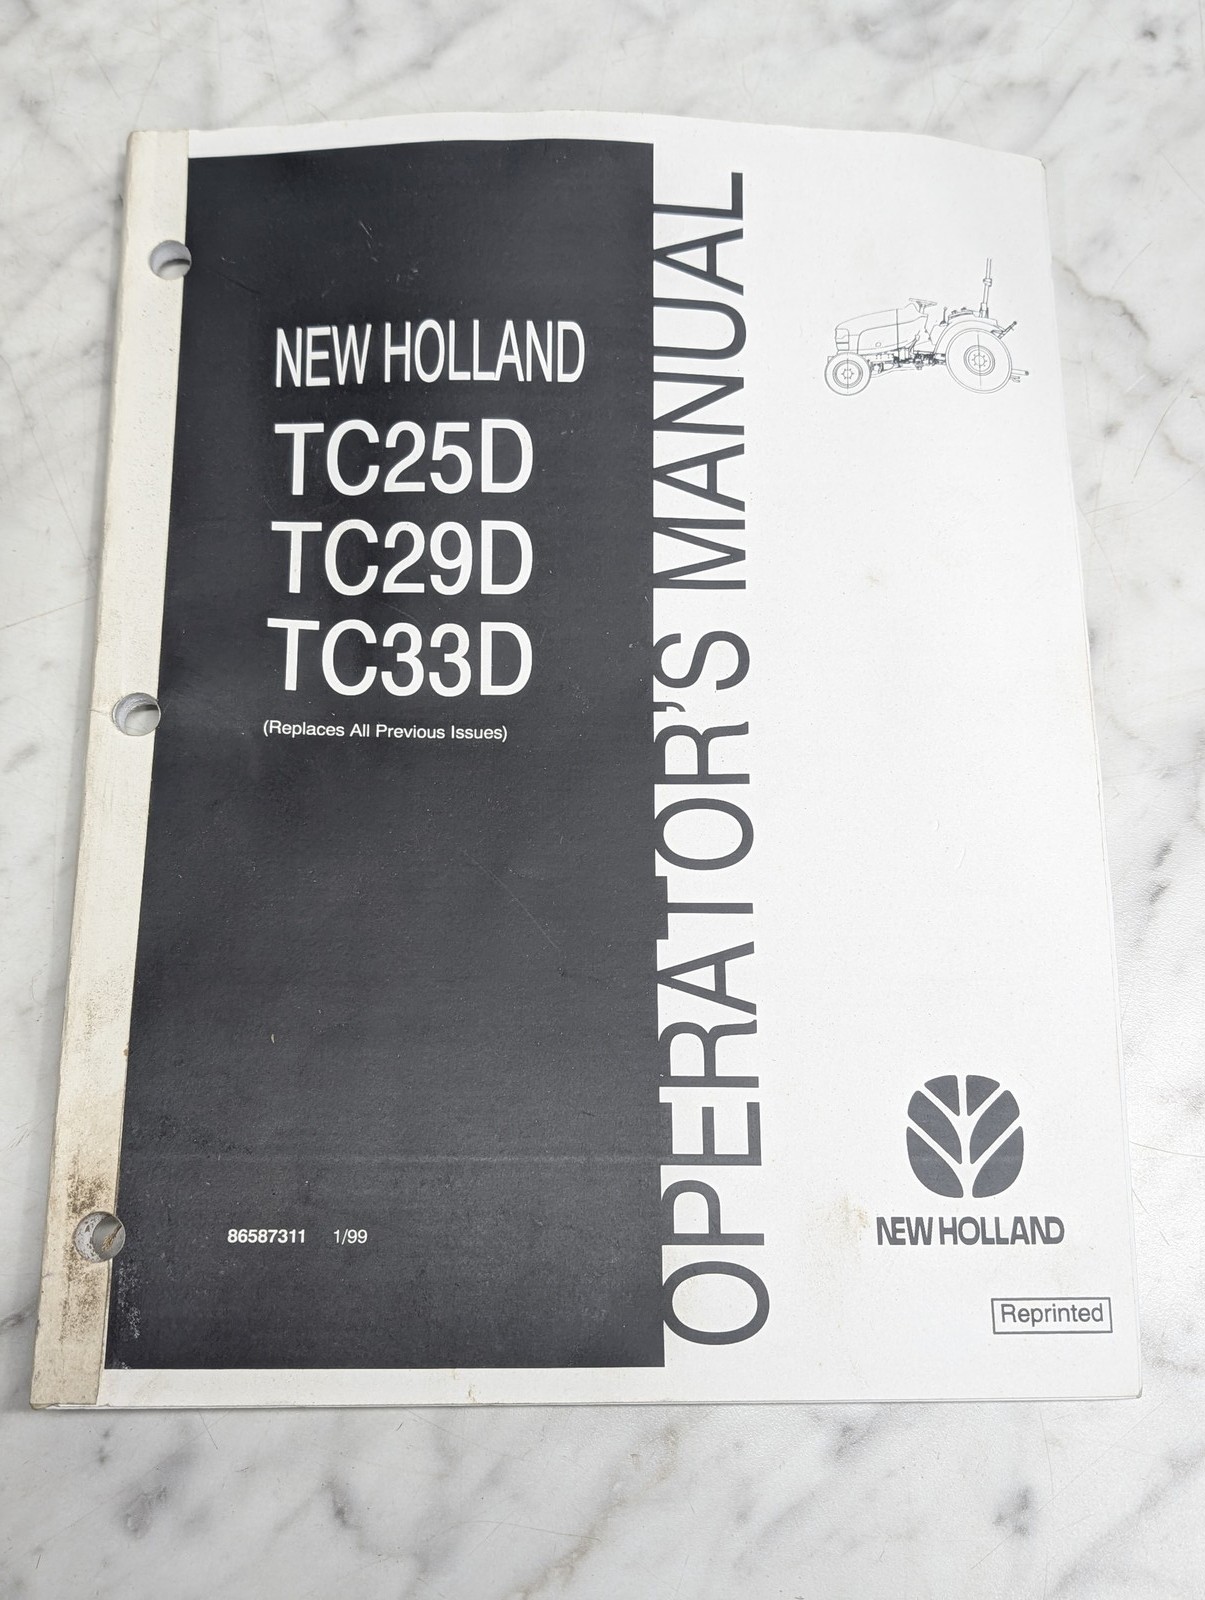 NEW HOLLAND
TC25D
TC29D
TC33D
(Replaces All Previous Issues)
86587311 1/99
OPERATOR'S MANUAL
NEW HOLLAND
Reprinted